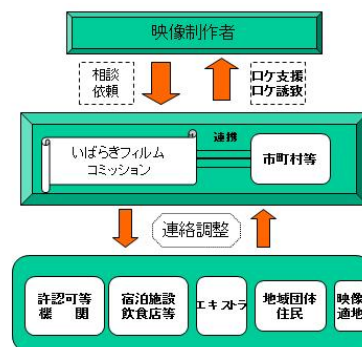 映像制作者
相談
依頼
ロケ支援
ロケ誘致
いばらきフィルム
コミッション
連携
市町村等
連絡調整
許認可等
機　関
宿泊施設
飲食店等
エキストラ
地域団体
住民
映像
適地